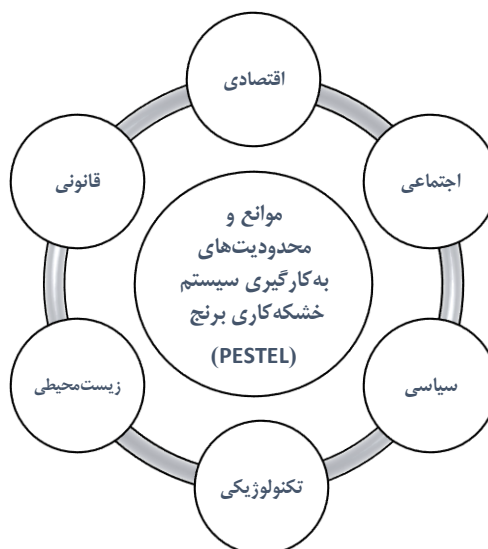 اقتصادی
اجتماعی
سیاسی
تکنولوژیکی
زیست‌محیطی
قانونی
موانع و
محدودیت‌های
به‌کارگیری سیستم
خشکه‌کاری برنج
(PESTEL)